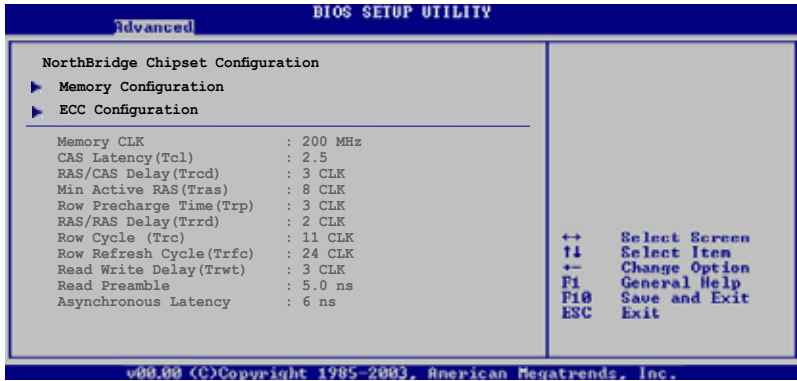 BIOS SETUP UTILITY
Advanced
NorthBridge Chipset Configuration
Memory Configuration
ECC Configuration
Memory CLK : 200 MHz
CAS Latency(Tcl) : 2.5
RAS/CAS Delay(Trcd) : 3 CLK
Min Active RAS(Tras) : 8 CLK
Row Precharge Time(Trp) : 3 CLK
RAS/RAS Delay(Trrd) : 2 CLK
Row Cycle (Trc) : 11 CLK
Row Refresh Cycle(Trfc) : 24 CLK
Read Write Delay(Trwt) : 3 CLK
Read Preamble : 5.0 ns
Asynchronous Latency : 6 ns
↔ Select Screen
↑↓ Select Item
+- Change Option
F1 General Help
F10 Save and Exit
ESC Exit
v00.00 (C)Copyright 1985-2003, American Megatrends, Inc.